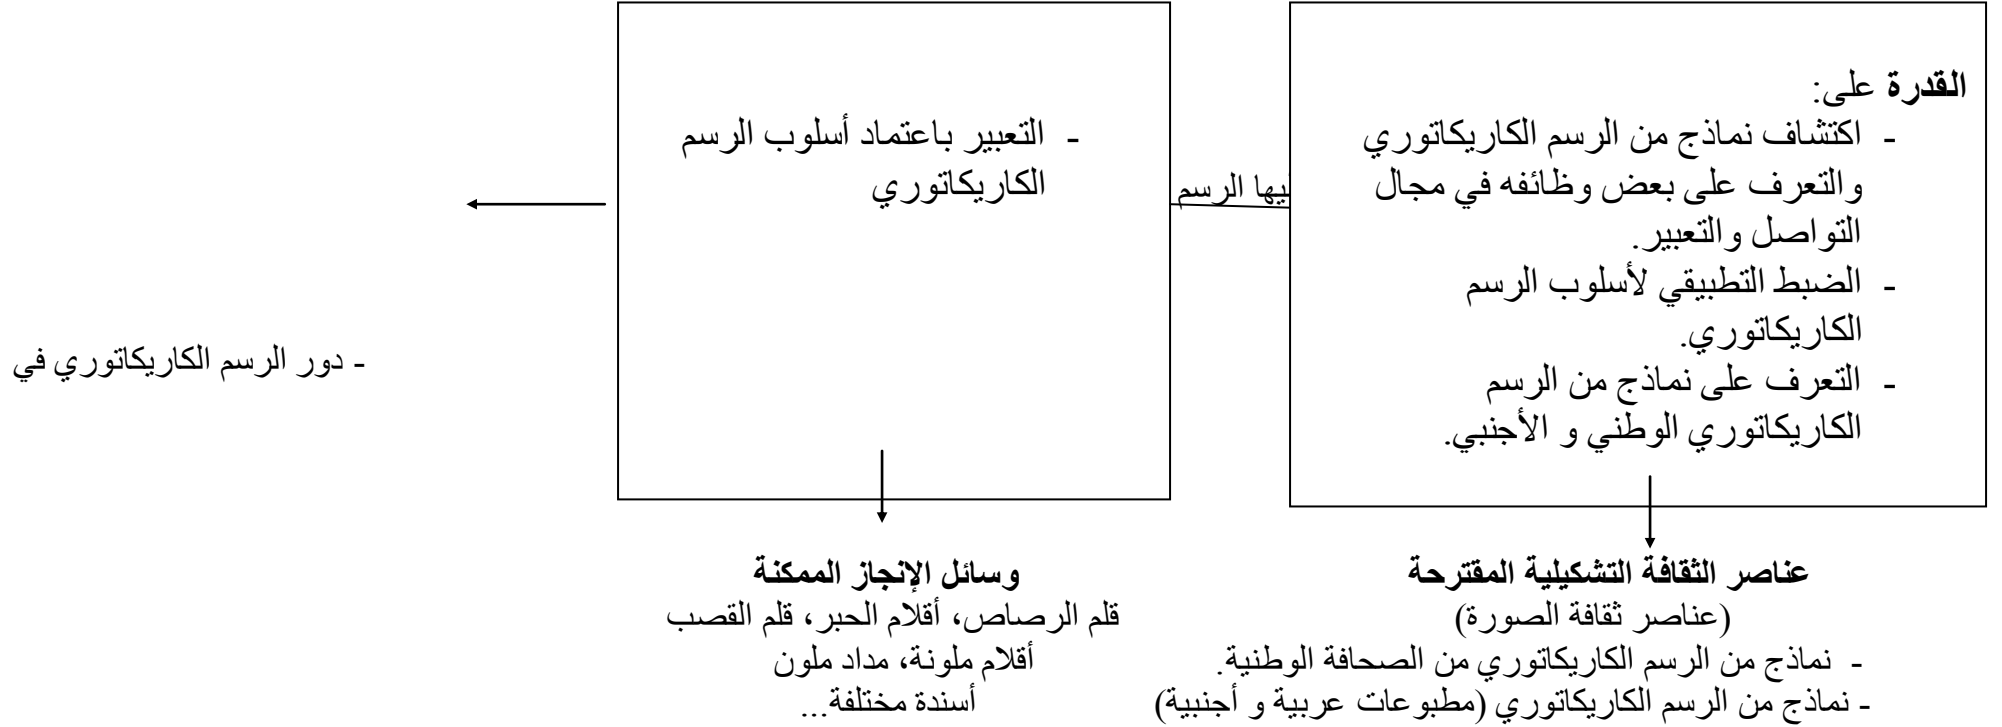 القدرة على:
- اكتشاف نماذج من الرسم الكاريكاتوري
والتعرف على بعض وظائفه في مجال
التواصل والتعبير.
- الضبط التطبيقي لأسلوب الرسم
الكاريكاتوري.
- التعرف على نماذج من الرسم
الكاريكاتوري الوطني و الأجنبي.
الرسم
- التعبير باعتماد أسلوب الرسم
الكاريكاتوري
- دور الرسم الكاريكاتوري في
عناصر الثقافة التشكيلية المقترحة
(عناصر ثقافة الصورة)
- نماذج من الرسم الكاريكاتوري من الصحافة الوطنية.
- نماذج من الرسم الكاريكاتوري (مطبوعات عربية و أجنبية)
وسائل الإنجاز الممكنة
قلم الرصاص، أقلام الحبر، قلم القصب
أقلام ملونة، مداد ملون
أسندة مختلفة...